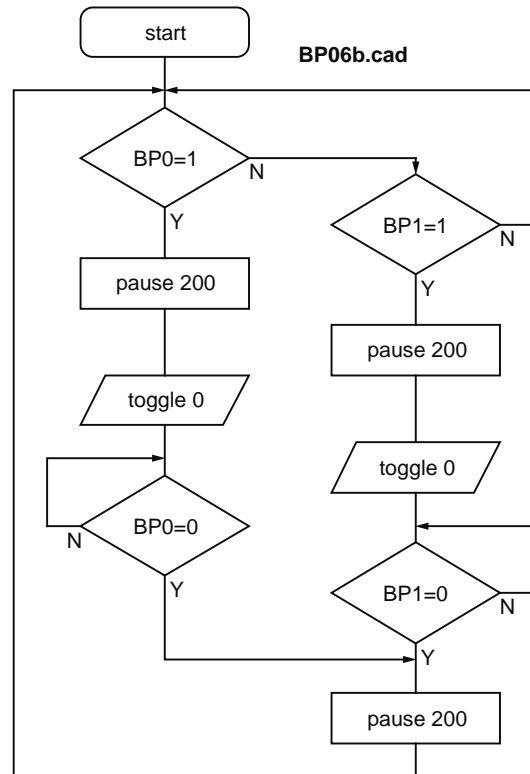 start
BP06b.cad
BP0=1
N
Y
BP1=1
N
Y
pause 200
pause 200
toggle 0
toggle 0
BP0=0
N
Y
BP1=0
N
Y
pause 200